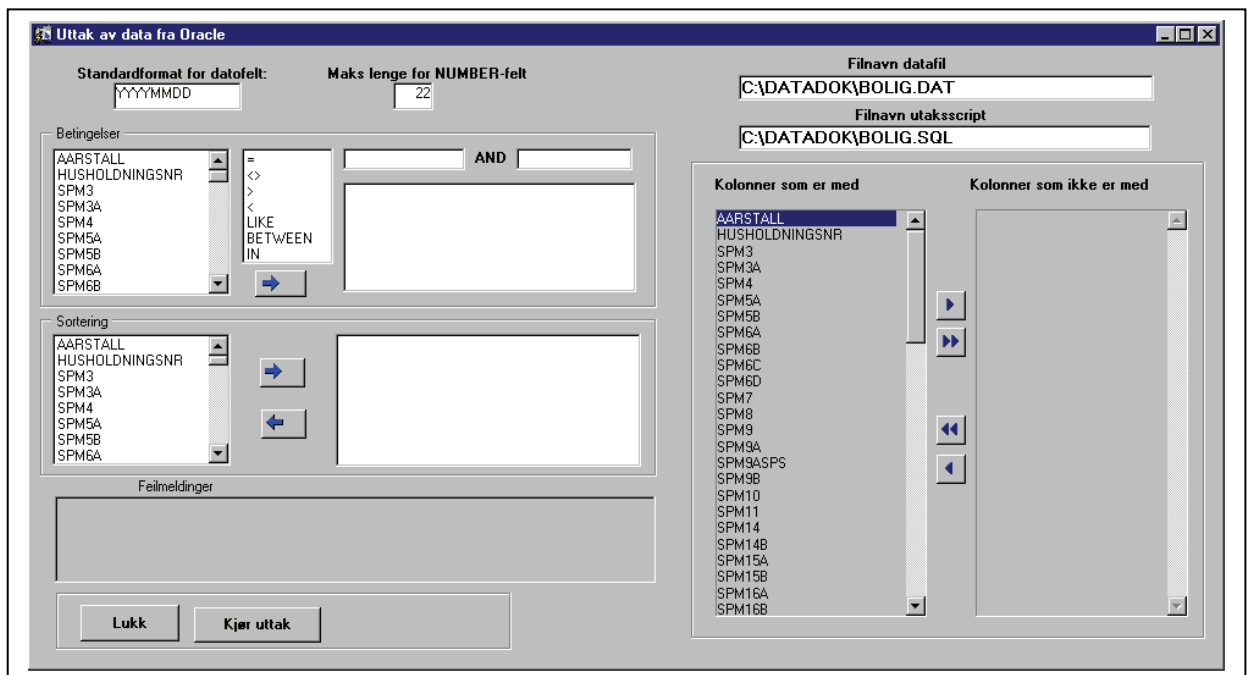 Uttak av data fra Oracle
Standardformat for datofelt:
YYYYMMDD
Maks lenge for NUMBER-felt
22
Filnavn datafil
C:\DATADOK\BOLIG.DAT
Filnavn utaksscript
C:\DATADOK\BOLIG.SQL
Betingelser
AARSTALL
HUSHOLDNINGSNR
SPM3
SPM3A
SPM4
SPM5A
SPM5B
SPM6A
SPM6B
=
<>
>
<
LIKE
BETWEEN
IN
AND
Sortering
AARSTALL
HUSHOLDNINGSNR
SPM3
SPM3A
SPM4
SPM5A
SPM5B
SPM6A
Feilmeldinger
Lukk
Kjør uttak
Kolonner som er med
AARSTALL
HUSHOLDNINGSNR
SPM3
SPM3A
SPM4
SPM5A
SPM5B
SPM6A
SPM6B
SPM6C
SPM6D
SPM7
SPM8
SPM9
SPM9A
SPM9ASPS
SPM9B
SPM10
SPM11
SPM14
SPM14B
SPM15A
SPM15B
SPM16A
SPM16B
Kolonner som ikke er med